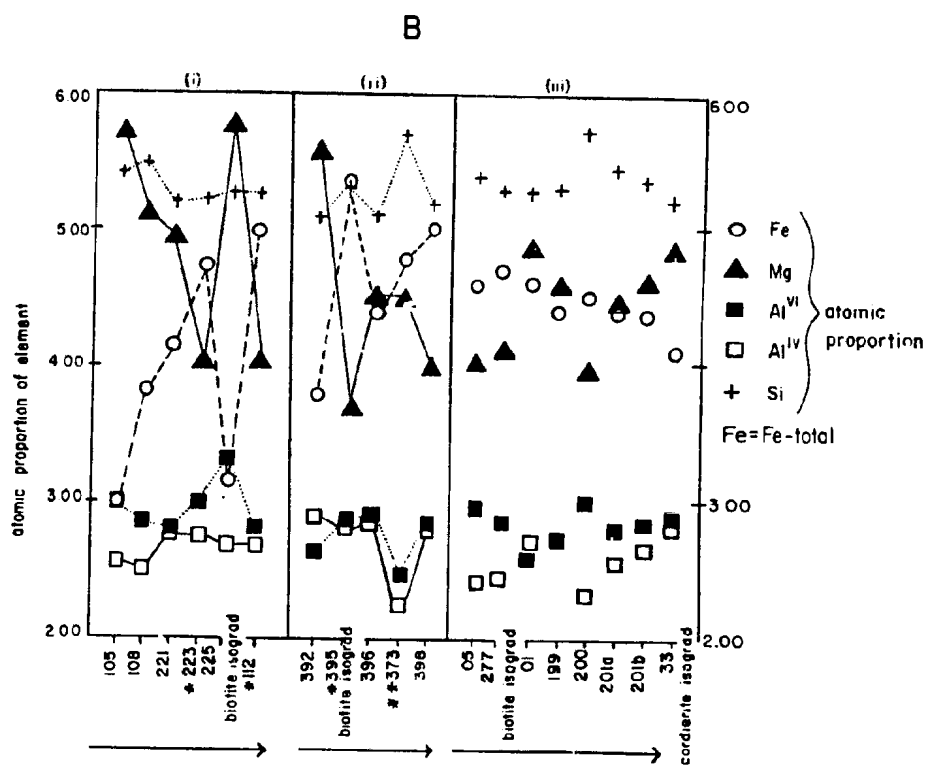 B
(i)
(ii)
(iii)
6.00
5.00
4.00
3.00
2.00
atomic proportion of element
6.00
3.00
2.00
Fe
Mg
Al VI
Al IV
Si
atomic
proportion
Fe=Fe-total
105
108
221
*223
225
biotite isograd
*112
392
*395
biotite isograd
396
**373
398
05
277
biotite isograd
01
199
200
201a
201b
33
cordierite isograd